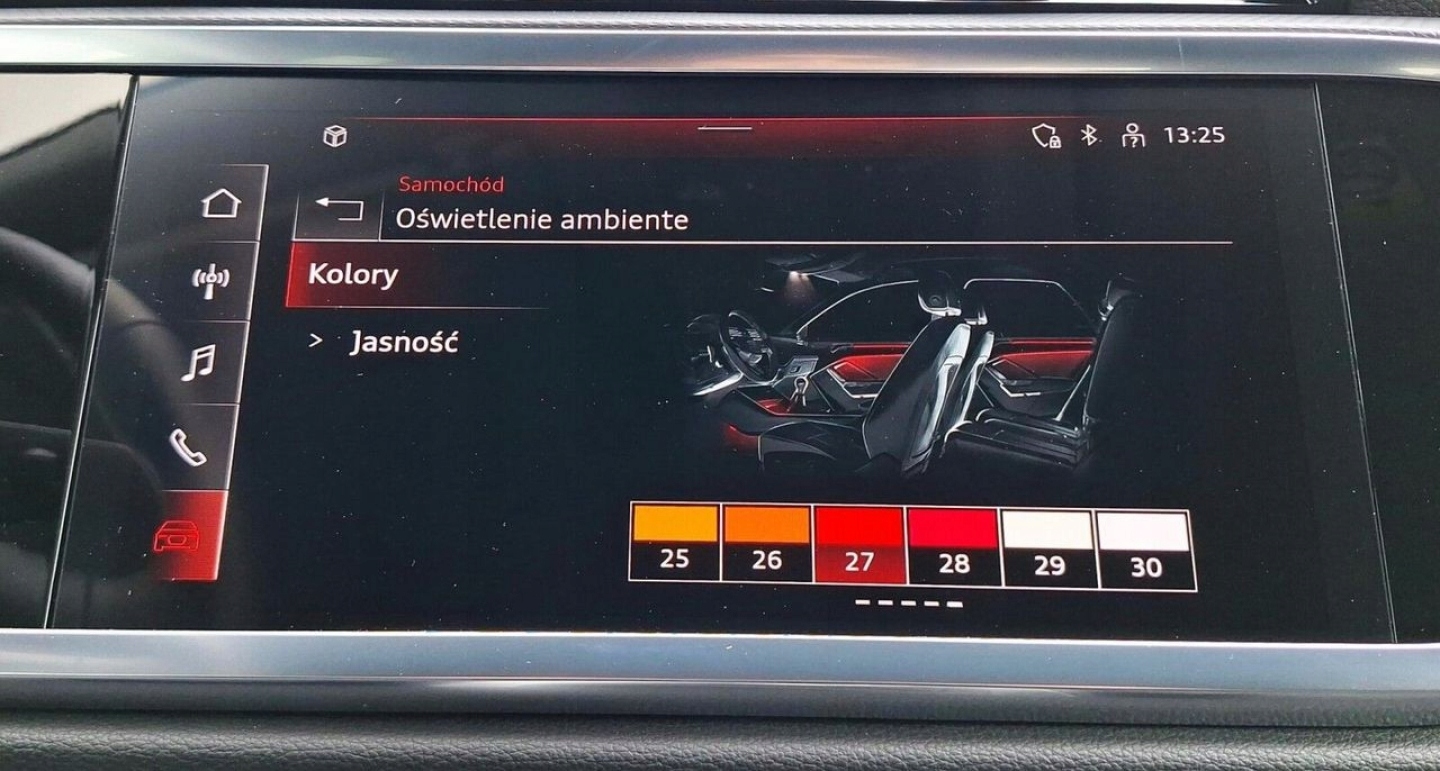 13:25
Samochód
Oświetlenie ambiente
Kolory
> Jasność
25 26 27 28 29 30